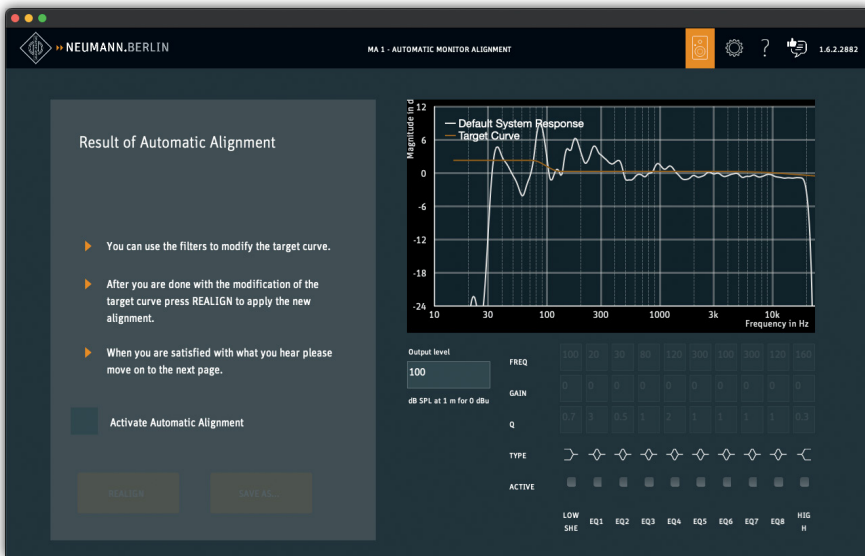 NEUMANN.BERLIN
MA 1 - AUTOMATIC MONITOR ALIGNMENT
?
1.6.2.2882
Result of Automatic Alignment
You can use the filters to modify the target curve.
After you are done with the modification of the
target curve press REALIGN to apply the new
alignment.
When you are satisfied with what you hear please
move on to the next page.
Activate Automatic Alignment
REALIGN
SAVE AS...
Magnitude in d
12
6
0
-6
-12
-18
-24
Default System Response
Target Curve
10
30
100
300
1000
3k
10k
Frequency in Hz
Output level
100
dB SPL at 1 m for 0 dBu
FREQ
100 20 30 80 120 300 100 300 120 160
GAIN
0 0 0 0 0 0 0 0 0 0
Q
0.7 3 0.5 1 2 1 1 1 1 0.3
TYPE
ACTIVE
LOW
SHE
EQ1
EQ2
EQ3
EQ4
EQ5
EQ6
EQ7
EQ8
HIG
H